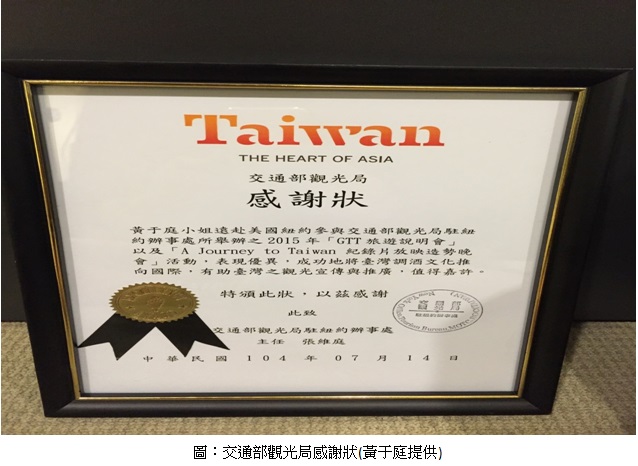 Taiwan
THE HEART OF ASIA
交通部觀光局
感謝狀
黃于庭小姐遠赴美國紐約參與交通部觀光局駐紐
約辦事處所舉辦之 2015 年「GTT 旅遊說明會」
以及「A Journey to Taiwan 紀錄片放映造勢晚
會」活動，表現優異，成功地將臺灣調酒文化推
向國際，有助臺灣之觀光宣傳與推廣，值得嘉許。
特頒此狀，以茲感謝
此致
交通部觀光局駐紐約辦事處
主任 張維庭
中華民國 104 年 07 月 14 日
圖：交通部觀光局感謝狀(黃于庭提供)